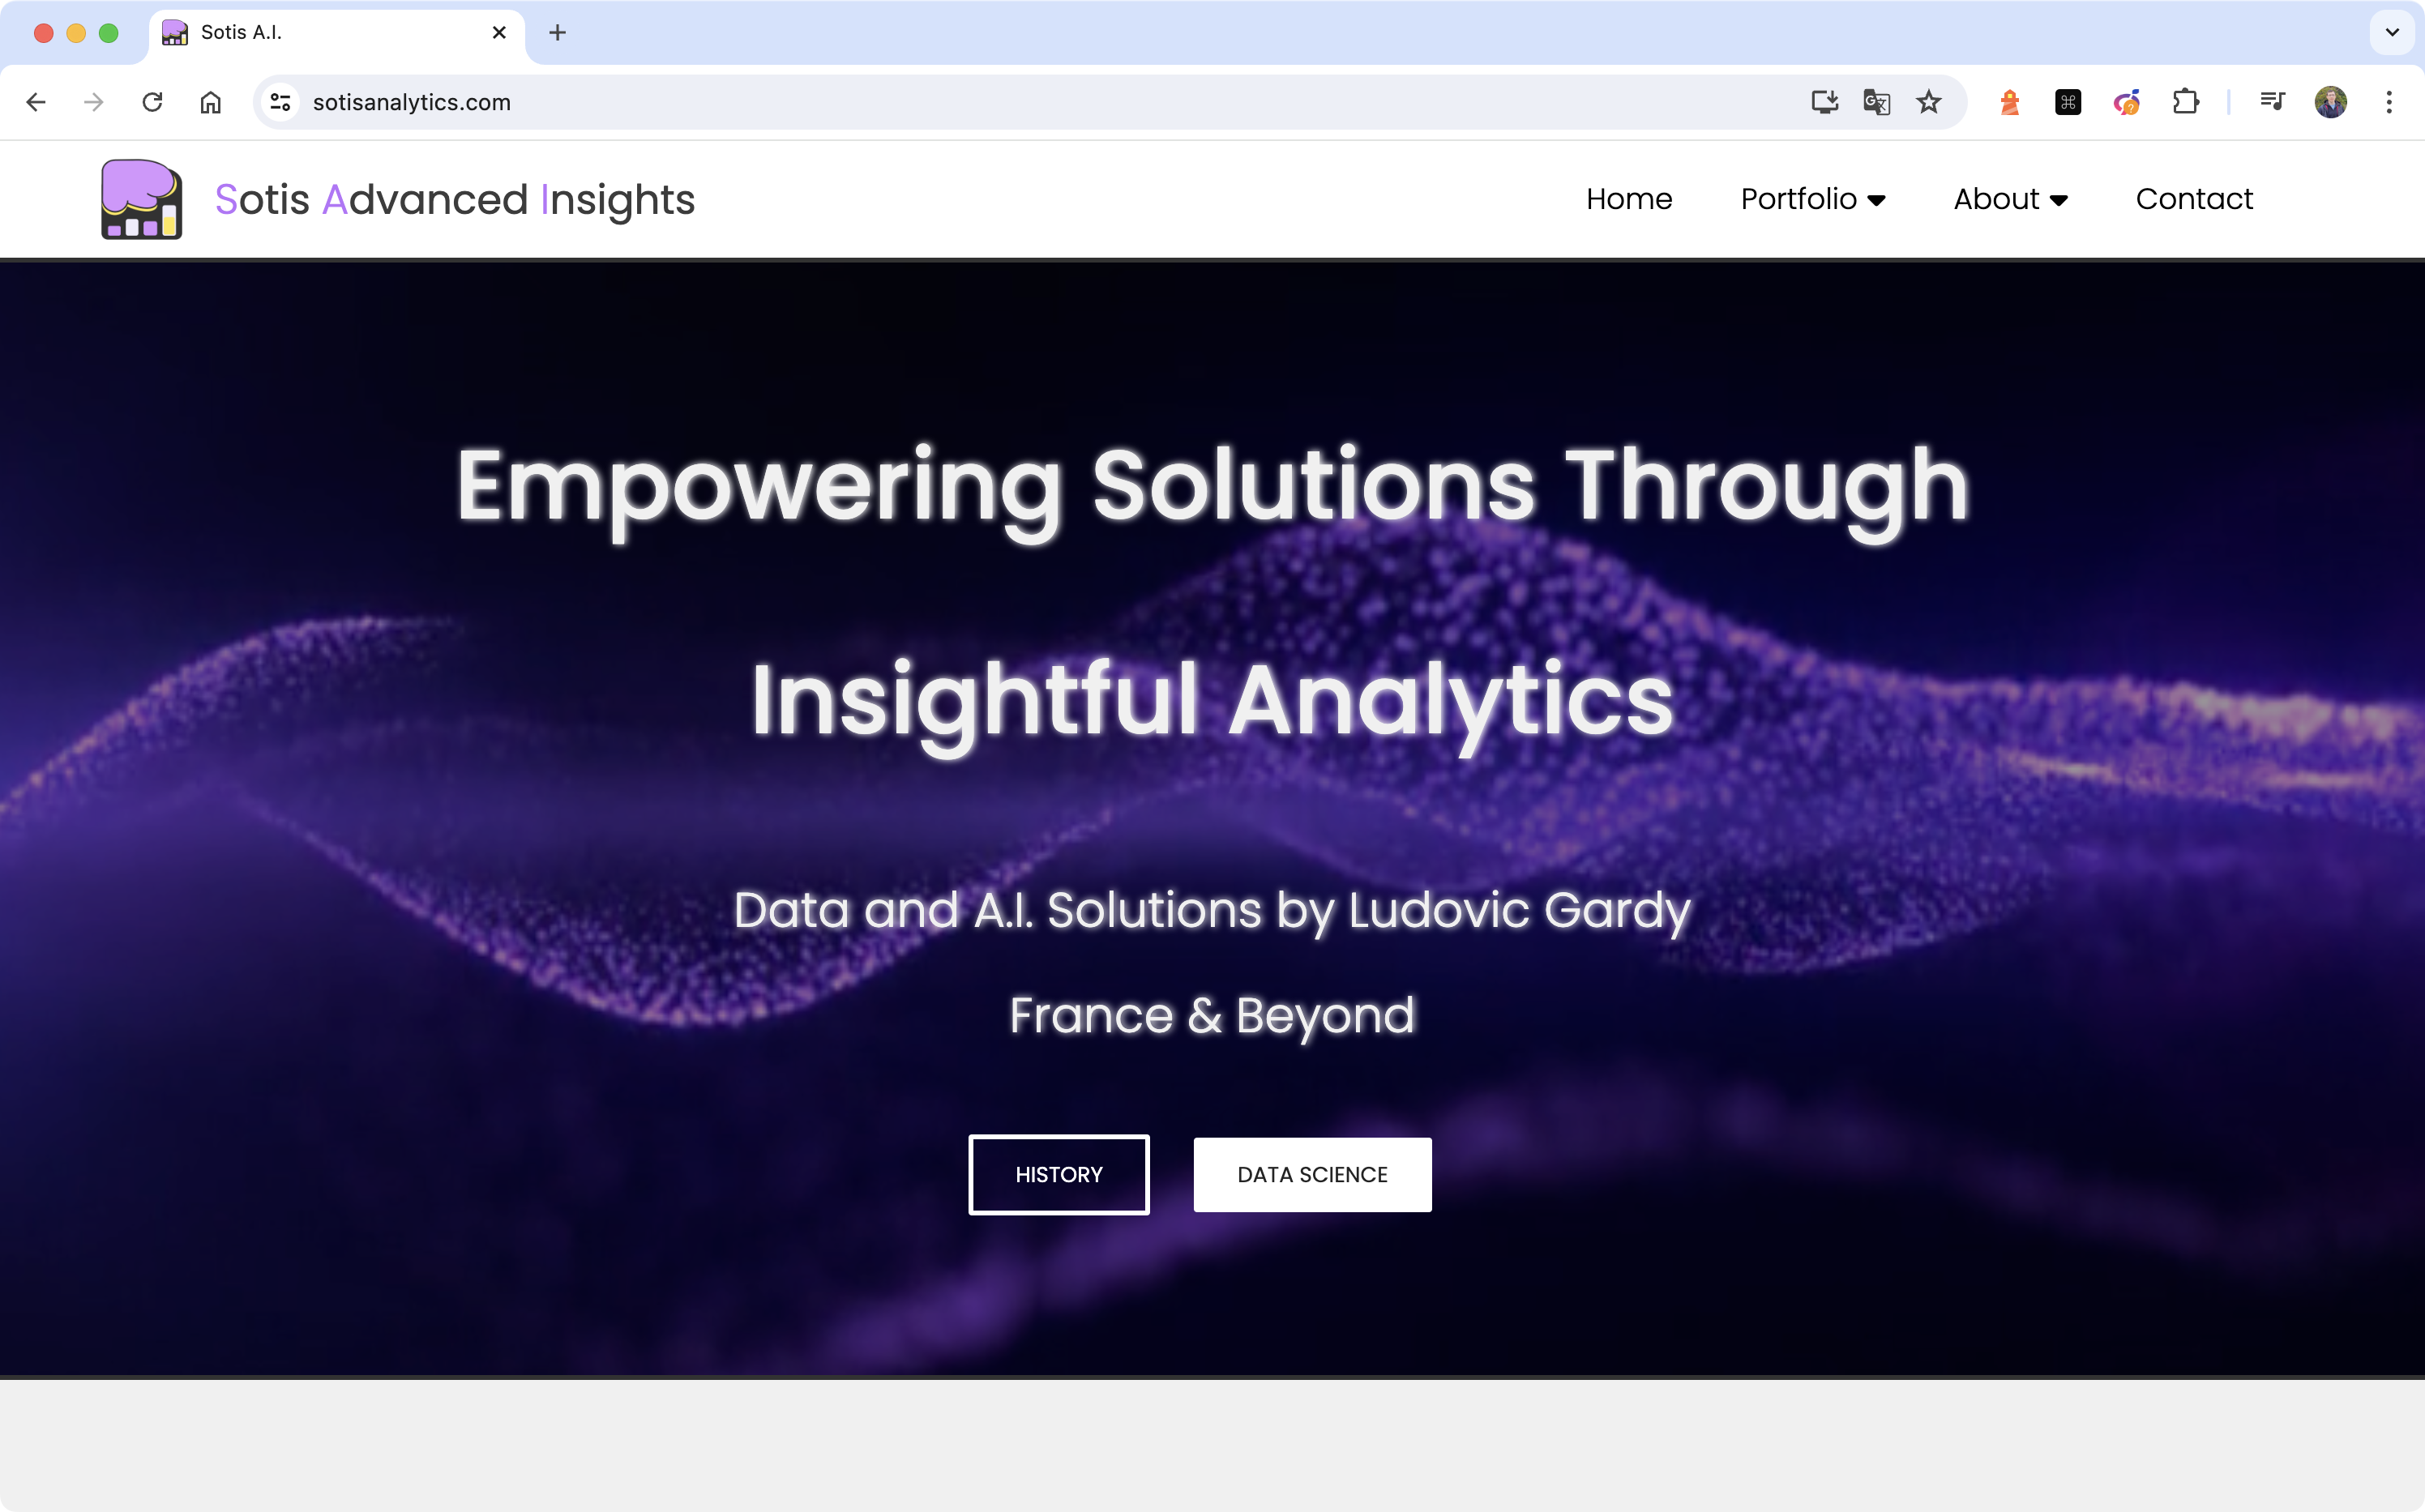 Sotis A.I.
sotisanalytics.com
Sotis Advanced Insights
Home
Portfolio
About
Contact
Empowering Solutions Through
Insightful Analytics
Data and A.I. Solutions by Ludovic Gardy
France & Beyond
HISTORY
DATA SCIENCE